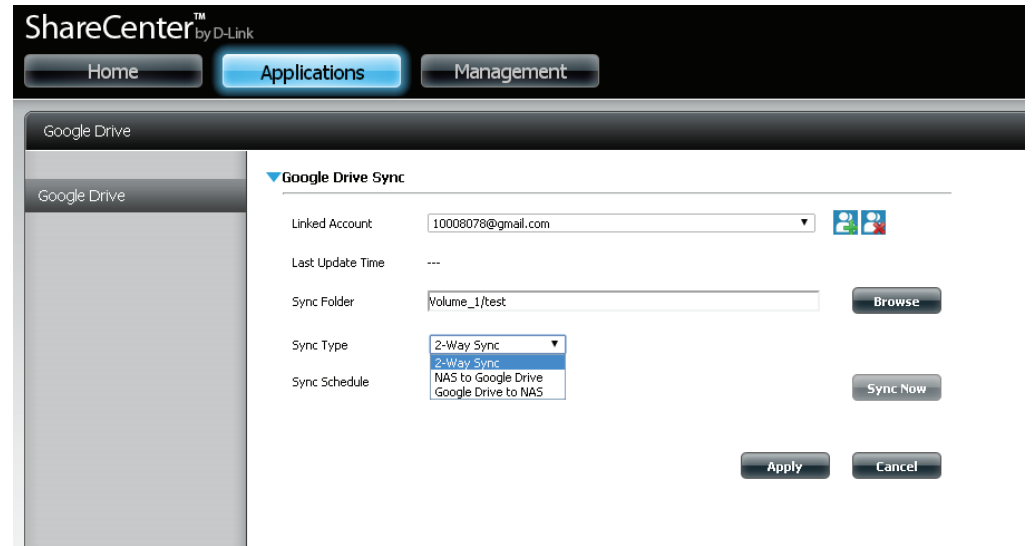 ShareCenter™ by D-Link
Home Applications Management
Google Drive
Google Drive
Google Drive Sync
Linked Account 10008078@gmail.com
Last Update Time ---
Sync Folder Volume_1/test Browse
Sync Type 2-Way Sync
2-Way Sync
NAS to Google Drive
Sync Schedule Google Drive to NAS Sync Now
Apply Cancel